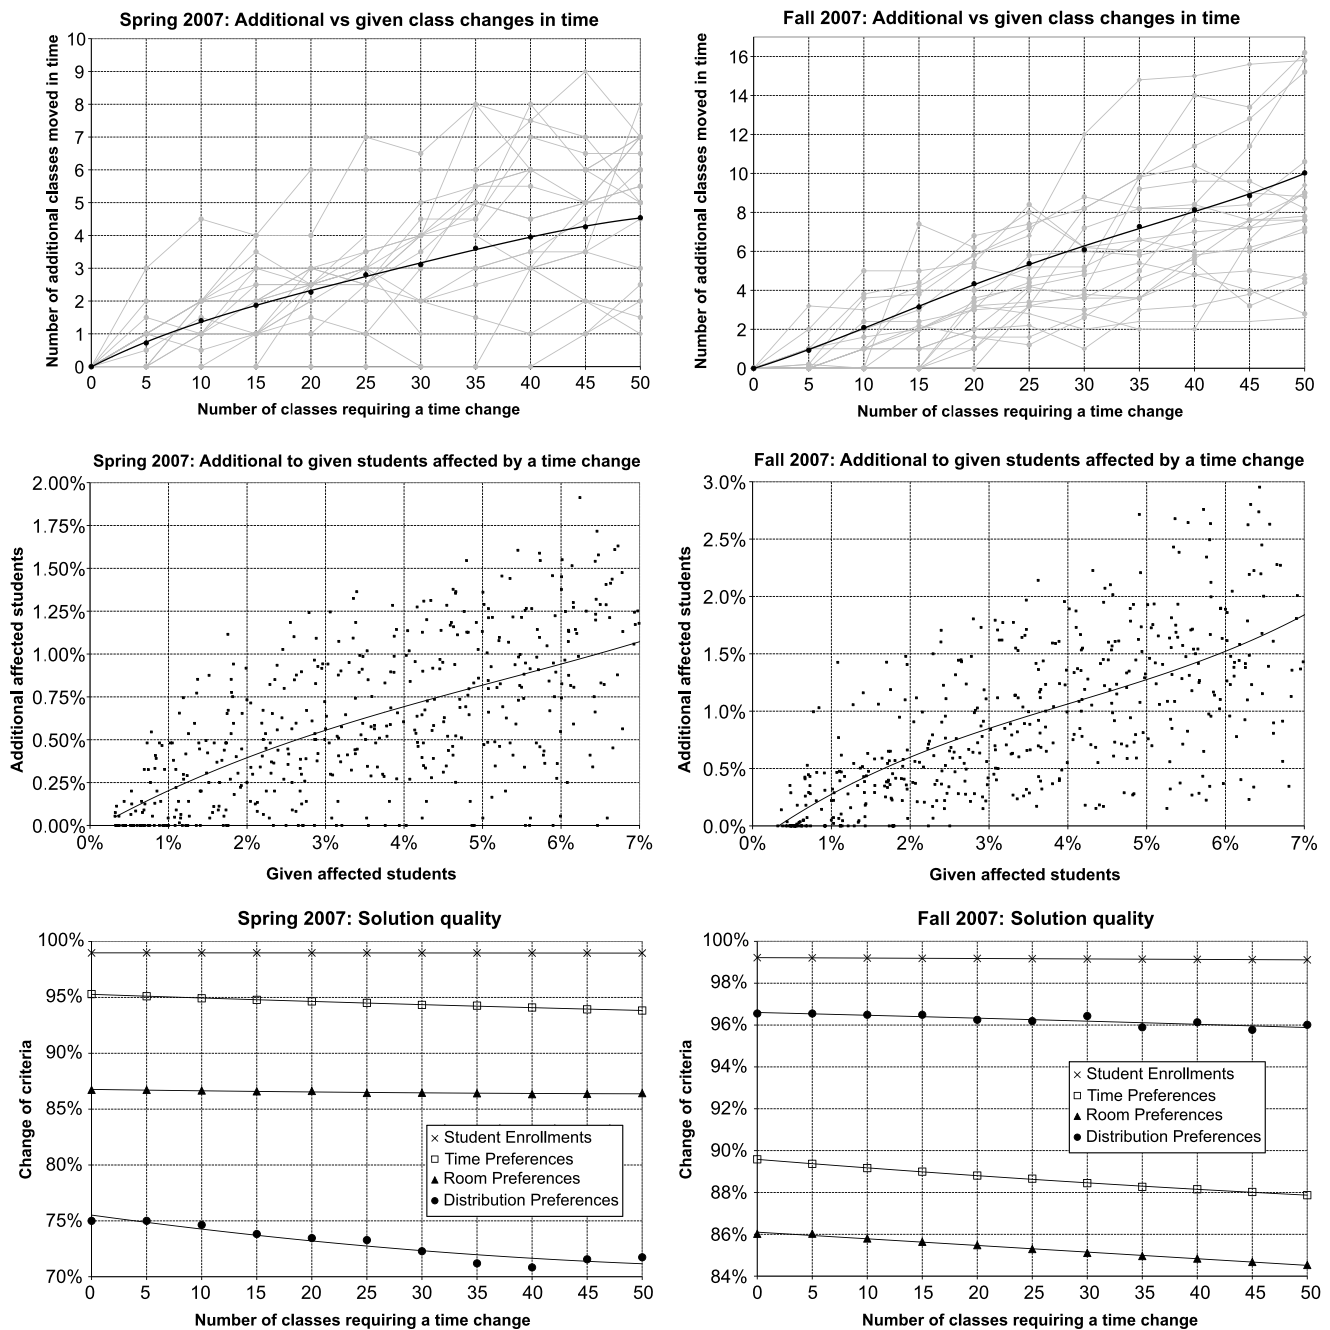 Spring 2007: Additional vs given class changes in time
Number of additional classes moved in time
10
9
8
7
6
5
4
3
2
1
0
0 5 10 15 20 25 30 35 40 45 50
Number of classes requiring a time change
Fall 2007: Additional vs given class changes in time
Number of additional classes moved in time
16
14
12
10
8
6
4
2
0
0 5 10 15 20 25 30 35 40 45 50
Number of classes requiring a time change
Spring 2007: Additional to given students affected by a time change
Additional affected students
2.00%
1.75%
1.50%
1.25%
1.00%
0.75%
0.50%
0.25%
0.00%
0% 1% 2% 3% 4% 5% 6% 7%
Given affected students
Fall 2007: Additional to given students affected by a time change
Additional affected students
3.0%
2.5%
2.0%
1.5%
1.0%
0.5%
0.0%
0% 1% 2% 3% 4% 5% 6% 7%
Given affected students
Spring 2007: Solution quality
Change of criteria
100%
95%
90%
85%
80%
75%
70%
Student Enrollments
Time Preferences
Room Preferences
Distribution Preferences
0 5 10 15 20 25 30 35 40 45 50
Number of classes requiring a time change
Fall 2007: Solution quality
Change of criteria
100%
98%
96%
94%
92%
90%
88%
86%
84%
Student Enrollments
Time Preferences
Room Preferences
Distribution Preferences
0 5 10 15 20 25 30 35 40 45 50
Number of classes requiring a time change